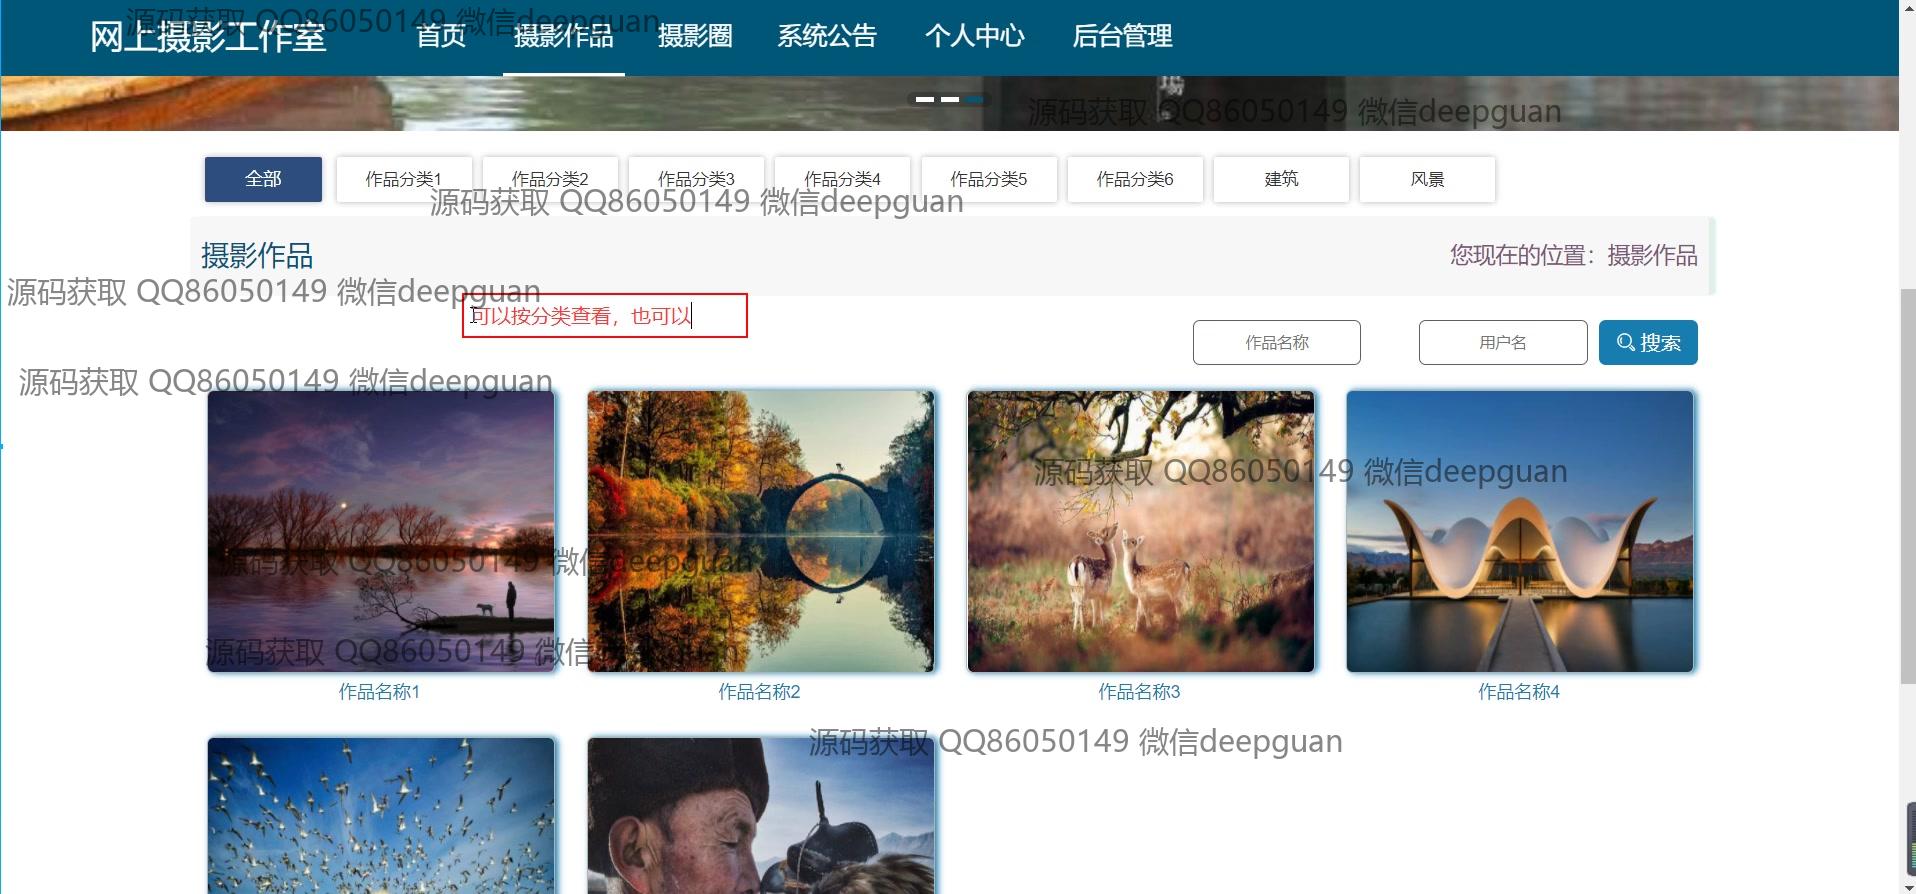 网上摄影工作室 首页 摄影作品 摄影圈 系统公告 个人中心 后台管理
源码获取 QQ86050149 微信deepguan
場
源码获取 QQ86050149 微信deepguan
全部 作品分类1 作品分类2 作品分类3 作品分类4 作品分类5 作品分类6 建筑 风景
源码获取 QQ86050149 微信deepguan
摄影作品 您现在的位置：摄影作品
源码获取 QQ86050149 微信deepguan
可以按分类查看，也可以
作品名称 用户名 搜索
源码获取 QQ86050149 微信deepguan
源码获取 QQ86050149 微信deepguan
源码获取 QQ86050149 微信deepguan
源码获取 QQ86050149 微信deepguan
作品名称1 作品名称2 作品名称3 作品名称4
源码获取 QQ86050149 微信deepguan